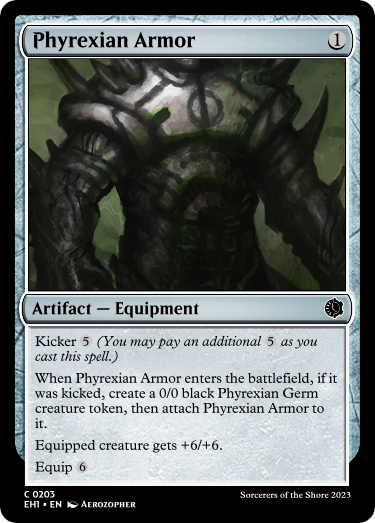 Phyrexian Armor 1
Artifact — Equipment
Kicker 5 (You may pay an additional 5 as you
cast this spell.)
When Phyrexian Armor enters the battlefield, if it
was kicked, create a 0/0 black Phyrexian Germ
creature token, then attach Phyrexian Armor to
it.
Equipped creature gets +6/+6.
Equip 6
C 0203
EH1 • EN Aerozopher
Sorcerers of the Shore 2023